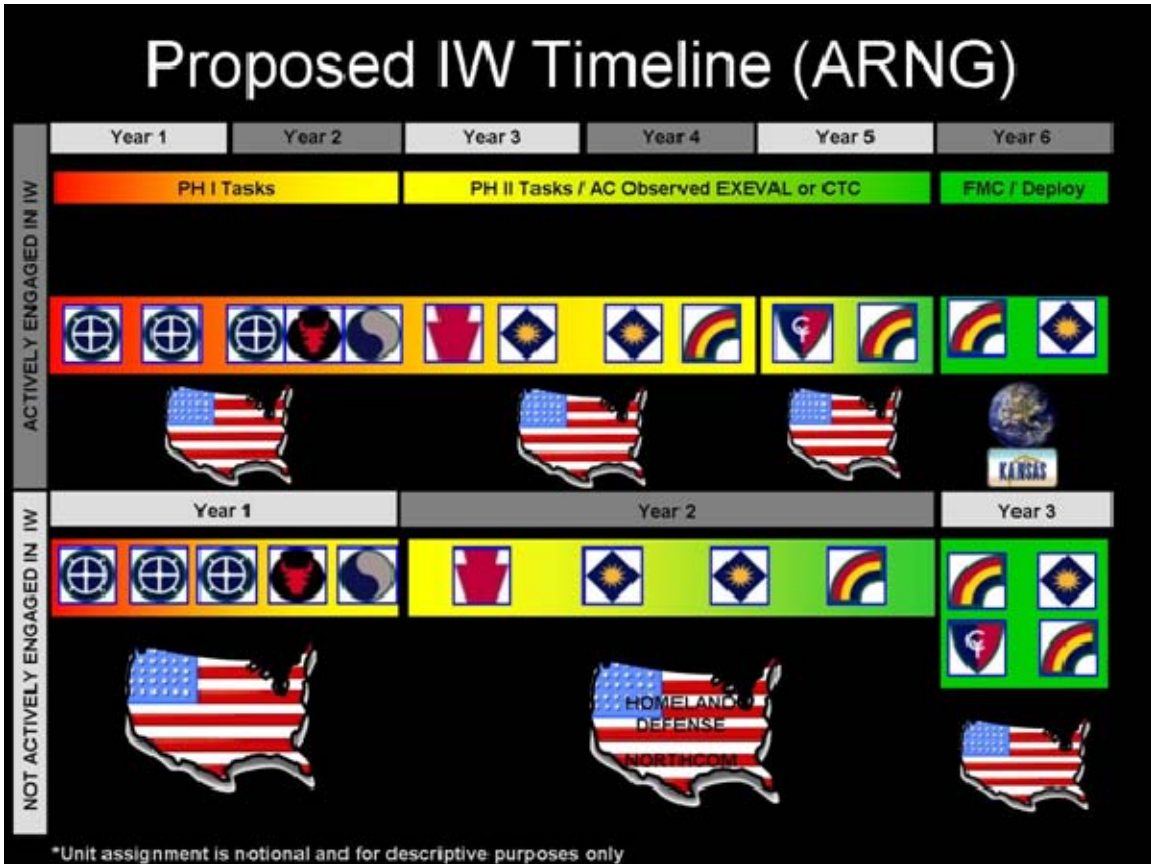 Proposed IW Timeline (ARNG)
ACTIVELY ENGAGED IN IW
Year 1 Year 2 Year 3 Year 4 Year 5 Year 6
PH I Tasks PH II Tasks / AC Observed EXEVAL or CTC FMC / Deploy
KANSAS
NOT ACTIVELY ENGAGED IN IW
Year 1 Year 2 Year 3
HOMELAND
DEFENSE
NORTHCOM
*Unit assignment is notional and for descriptive purposes only